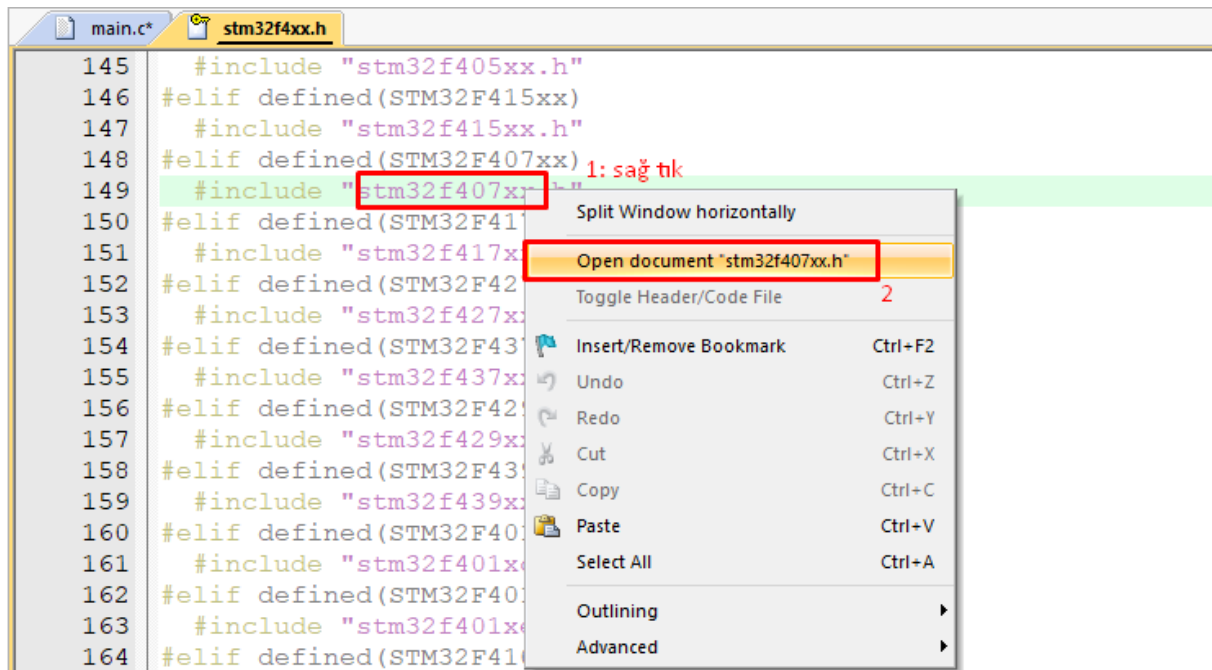 main.c* stm32f4xx.h
145 #include "stm32f405xx.h"
146 #elif defined(STM32F415xx)
147 #include "stm32f415xx.h"
148 #elif defined(STM32F407xx)
1: sağ tık
149 #include "stm32f407xx.h"
150 #elif defined(STM32F41
151 #include "stm32f417x
152 #elif defined(STM32F42
153 #include "stm32f427x
154 #elif defined(STM32F43
155 #include "stm32f437x
156 #elif defined(STM32F42
157 #include "stm32f429x
158 #elif defined(STM32F43
159 #include "stm32f439x
160 #elif defined(STM32F40
161 #include "stm32f401x
162 #elif defined(STM32F40
163 #include "stm32f401x
164 #elif defined(STM32F41
Split Window horizontally
Open document "stm32f407xx.h"
2
Toggle Header/Code File
Insert/Remove Bookmark Ctrl+F2
Undo Ctrl+Z
Redo Ctrl+Y
Cut Ctrl+X
Copy Ctrl+C
Paste Ctrl+V
Select All Ctrl+A
Outlining
Advanced